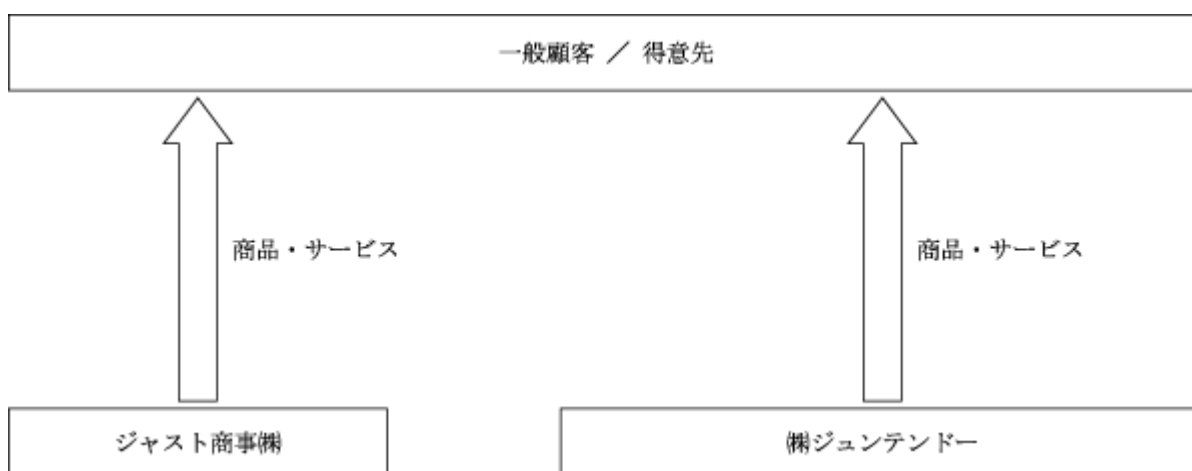 一般顧客 / 得意先
商品・サービス
商品・サービス
ジャスト商事㈱
㈱ジュンテンドー